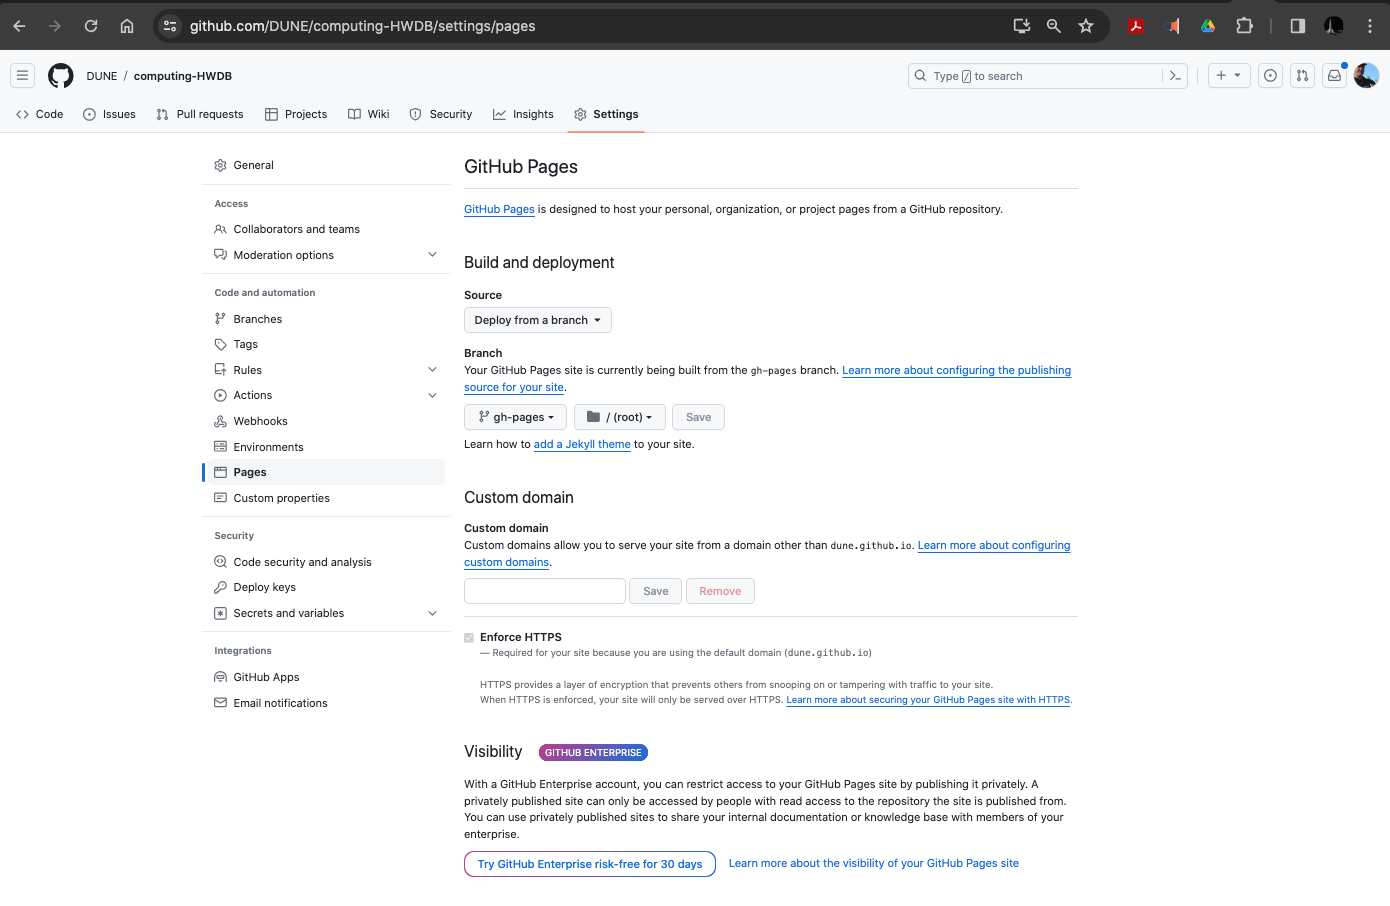 github.com/DUNE/computing-HWDB/settings/pages
DUNE / computing-HWDB
Type / to search
Code Issues Pull requests Projects Wiki Security Insights Settings
General
Access
Collaborators and teams
Moderation options
Code and automation
Branches
Tags
Rules
Actions
Webhooks
Environments
Pages
Custom properties
Security
Code security and analysis
Deploy keys
Secrets and variables
Integrations
GitHub Apps
Email notifications
GitHub Pages
GitHub Pages is designed to host your personal, organization, or project pages from a GitHub repository.
Build and deployment
Source
Deploy from a branch
Branch
Your GitHub Pages site is currently being built from the gh-pages branch. Learn more about configuring the publishing
source for your site.
gh-pages / (root) Save
Learn how to add a Jekyll theme to your site.
Custom domain
Custom domain
Custom domains allow you to serve your site from a domain other than dune.github.io. Learn more about configuring
custom domains.
Save Remove
Enforce HTTPS
— Required for your site because you are using the default domain (dune.github.io)
HTTPS provides a layer of encryption that prevents others from snooping on or tampering with traffic to your site.
When HTTPS is enforced, your site will only be served over HTTPS. Learn more about securing your GitHub Pages site with HTTPS.
Visibility GITHUB ENTERPRISE
With a GitHub Enterprise account, you can restrict access to your GitHub Pages site by publishing it privately. A
privately published site can only be accessed by people with read access to the repository the site is published from.
You can use privately published sites to share your internal documentation or knowledge base with members of your
enterprise.
Try GitHub Enterprise risk-free for 30 days Learn more about the visibility of your GitHub Pages site